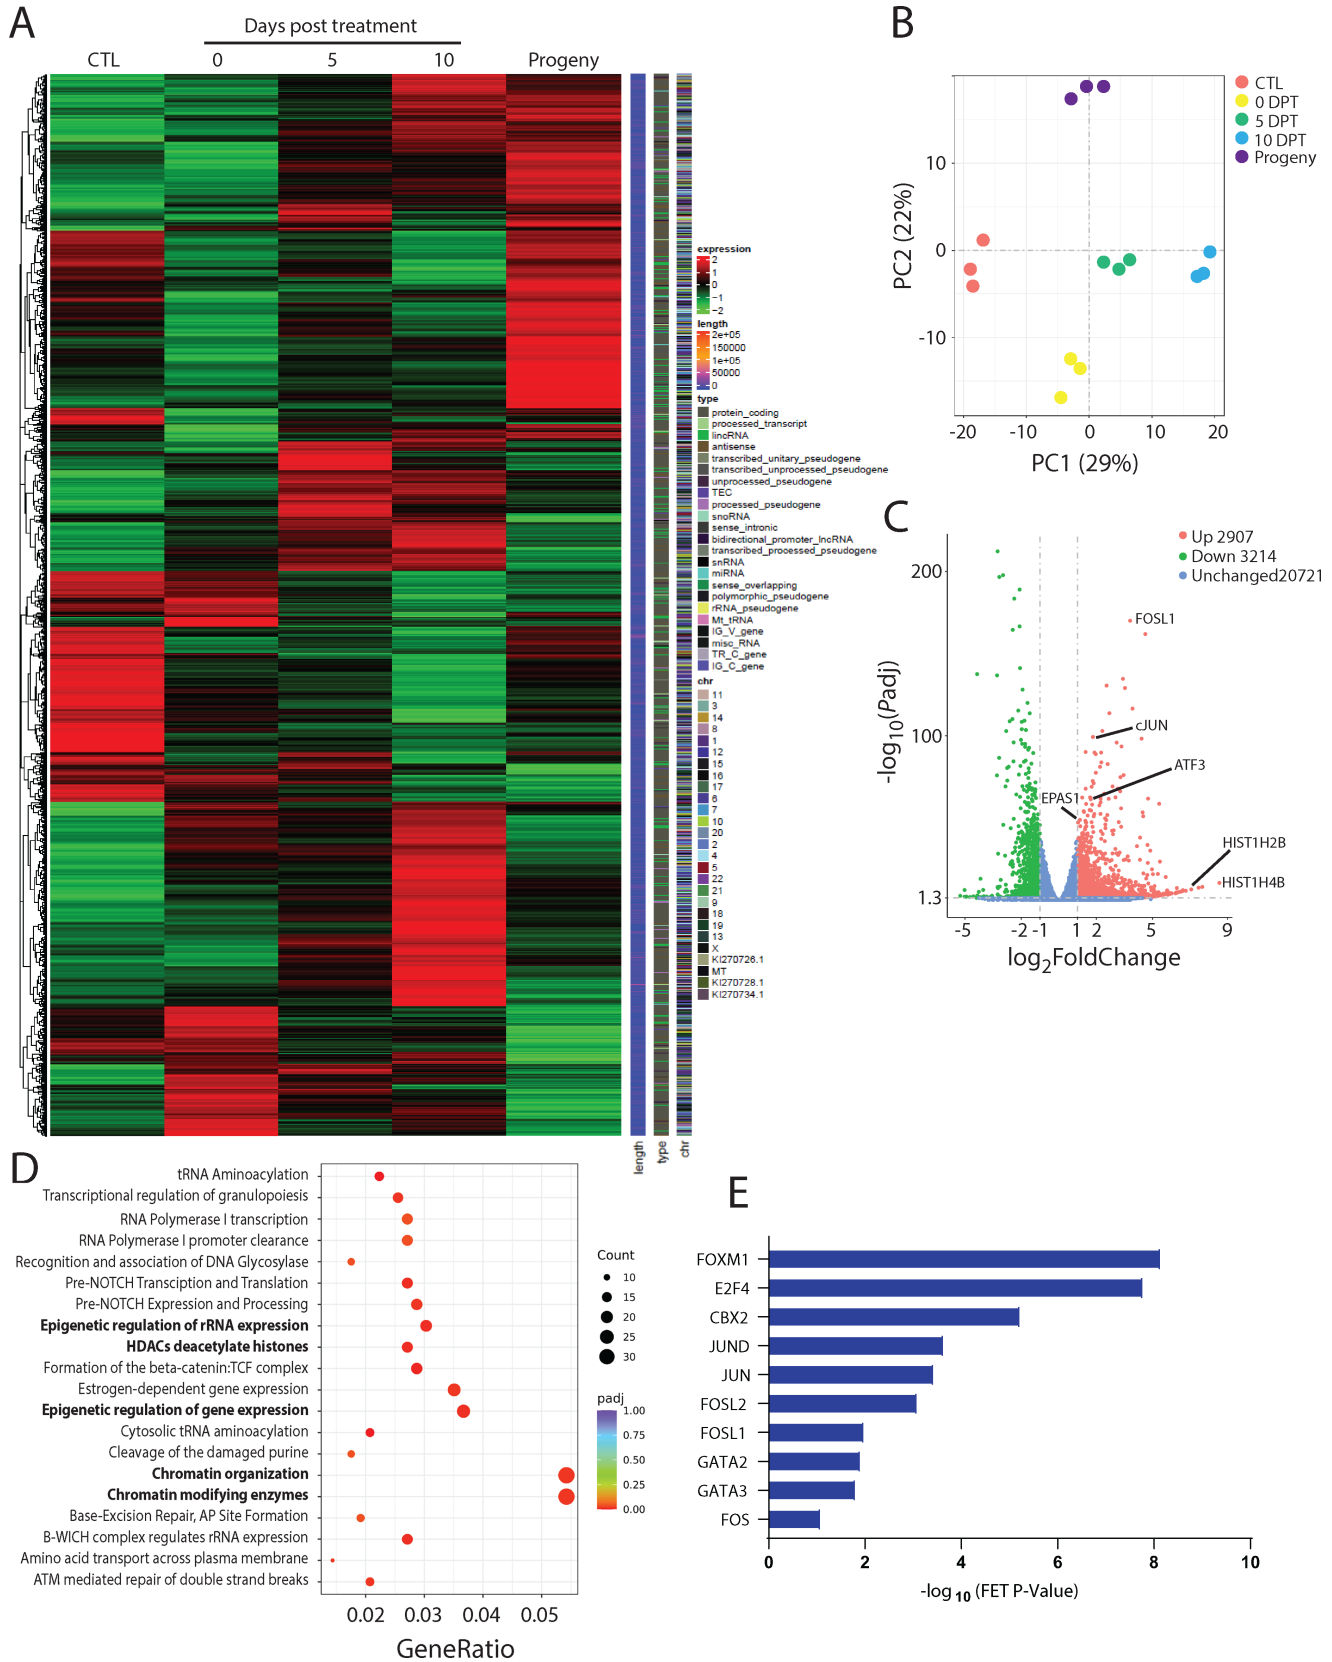 A
Days post treatment
CTL
0
5
10
Progeny
expression
2
1
0
−1
−2
length
2e+05
150000
1e+05
50000
0
type
protein_coding
processed_transcript
lincRNA
antisense
transcribed_unitary_pseudogene
transcribed_unprocessed_pseudogene
unprocessed_pseudogene
TEC
processed_pseudogene
snoRNA
sense_intronic
bidirectional_promoter_lncRNA
transcribed_processed_pseudogene
snRNA
miRNA
sense_overlapping
polymorphic_pseudogene
rRNA_pseudogene
Mt_tRNA
IG_V_gene
misc_RNA
TR_C_gene
IG_C_gene
chr
11
3
14
8
1
12
15
16
17
6
7
10
20
2
4
5
22
21
9
18
19
13
X
KI270726.1
MT
KI270728.1
KI270734.1
length
type
chr
B
CTL
0 DPT
5 DPT
10 DPT
Progeny
PC2 (22%)
10
0
-10
-20
-10
0
10
20
PC1 (29%)
C
Up 2907
Down 3214
Unchanged20721
-log10(Padj)
200
100
1.3
FOSL1
cJUN
ATF3
EPAS1
HIST1H2B
HIST1H4B
-5
-2
-1
1
2
5
9
log2FoldChange
D
tRNA Aminoacylation
Transcriptional regulation of granulopoiesis
RNA Polymerase I transcription
RNA Polymerase I promoter clearance
Recognition and association of DNA Glycosylase
Pre-NOTCH Transciption and Translation
Pre-NOTCH Expression and Processing
Epigenetic regulation of rRNA expression
HDACs deacetylate histones
Formation of the beta-catenin:TCF complex
Estrogen-dependent gene expression
Epigenetic regulation of gene expression
Cytosolic tRNA aminoacylation
Cleavage of the damaged purine
Chromatin organization
Chromatin modifying enzymes
Base-Excision Repair, AP Site Formation
B-WICH complex regulates rRNA expression
Amino acid transport across plasma membrane
ATM mediated repair of double strand breaks
0.02
0.03
0.04
0.05
GeneRatio
Count
10
15
20
25
30
padj
1.00
0.75
0.50
0.25
0.00
E
FOXM1
E2F4
CBX2
JUND
JUN
FOSL2
FOSL1
GATA2
GATA3
FOS
0
2
4
6
8
10
-log10 (FET P-Value)